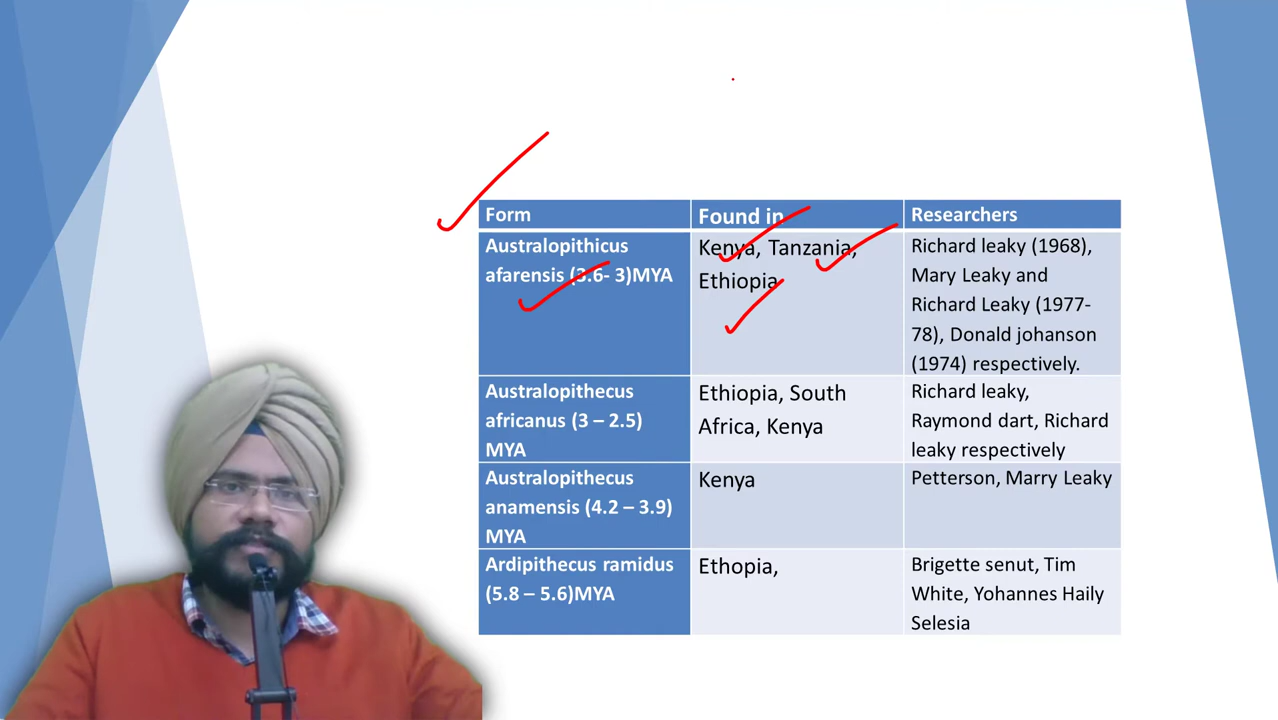 Form
Found in
Researchers
Australopithicus
afarensis (3.6- 3)MYA
Kenya, Tanzania,
Ethiopia
Richard leaky (1968),
Mary Leaky and
Richard Leaky (1977-
78), Donald johanson
(1974) respectively.
Australopithecus
africanus (3 – 2.5)
MYA
Ethiopia, South
Africa, Kenya
Richard leaky,
Raymond dart, Richard
leaky respectively
Australopithecus
anamensis (4.2 – 3.9)
MYA
Kenya
Petterson, Marry Leaky
Ardipithecus ramidus
(5.8 – 5.6)MYA
Ethopia,
Brigette senut, Tim
White, Yohannes Haily
Selesia